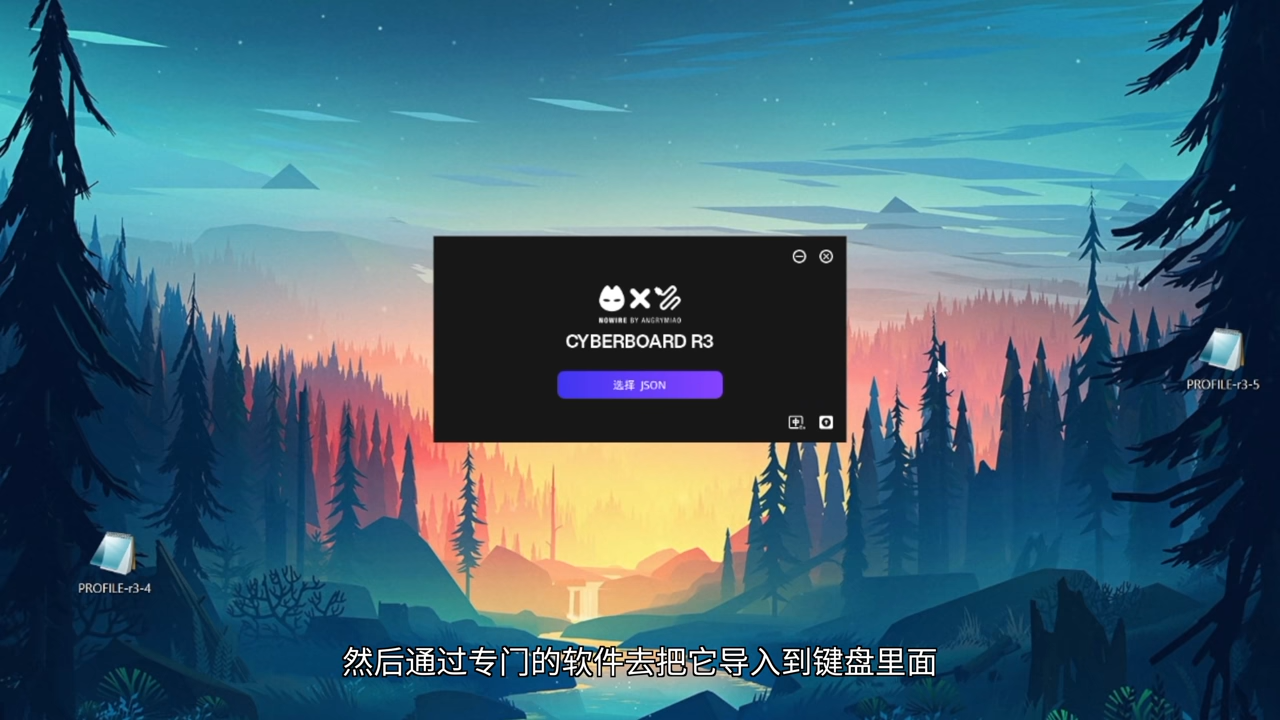 NOWIRE BY ANGRYMIAO
CYBERBOARD R3
选择 JSON
PROFILE-r3-5
PROFILE-r3-4
然后通过专门的软件去把它导入到键盘里面